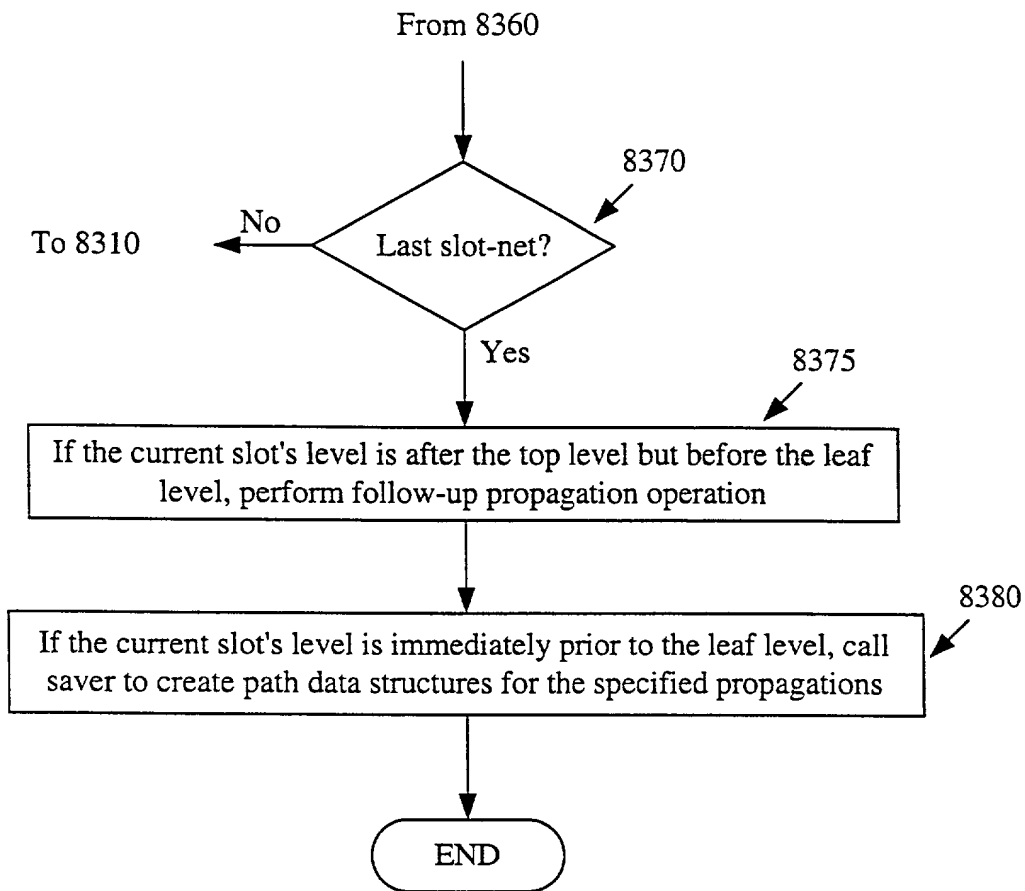 From 8360
8370
No
To 8310
Last slot-net?
Yes
8375
If the current slot's level is after the top level but before the leaf
level, perform follow-up propagation operation
8380
If the current slot's level is immediately prior to the leaf level, call
saver to create path data structures for the specified propagations
END